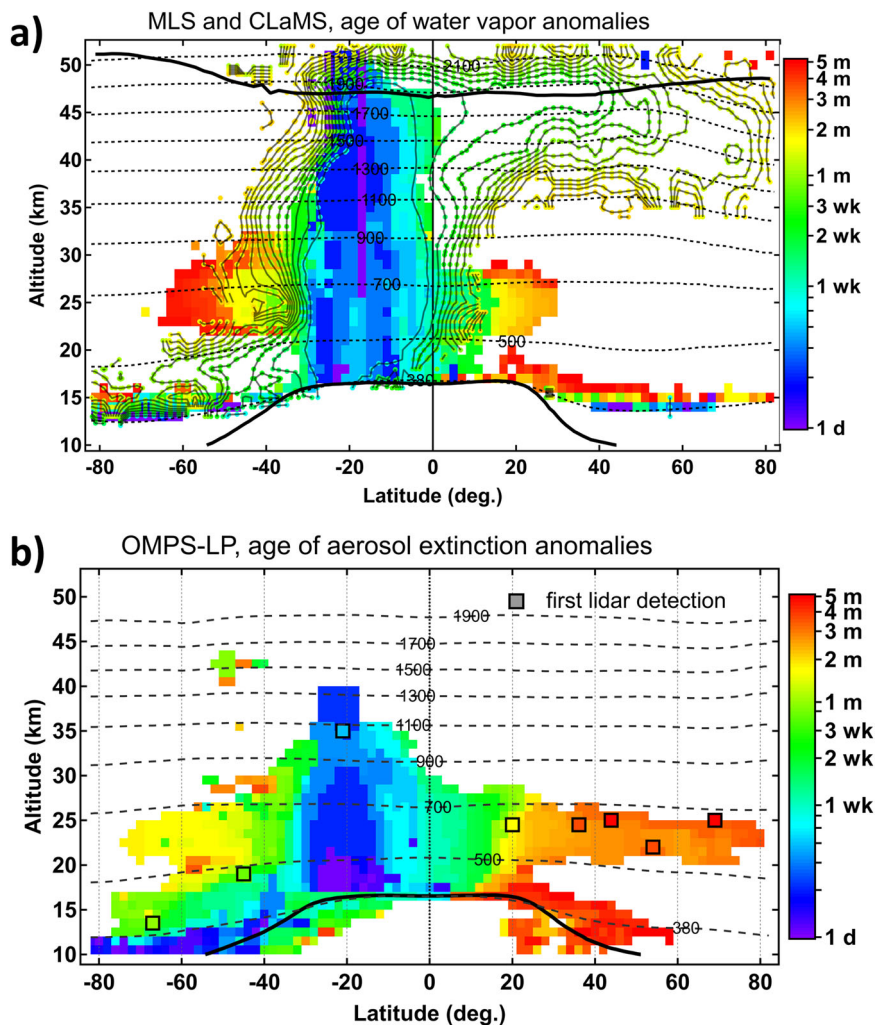 a)
MLS and CLaMS, age of water vapor anomalies
Altitude (km)
50
45
40
35
30
25
20
15
10
2100
1900
1700
1500
1300
1100
900
700
500
380
-80 -60 -40 -20 0 20 40 60 80
Latitude (deg.)
5 m
4 m
3 m
2 m
1 m
3 wk
2 wk
1 wk
1 d
b)
OMPS-LP, age of aerosol extinction anomalies
first lidar detection
Altitude (km)
50
45
40
35
30
25
20
15
10
1900
1700
1500
1300
1100
900
700
500
380
-80 -60 -40 -20 0 20 40 60 80
Latitude (deg.)
5 m
4 m
3 m
2 m
1 m
3 wk
2 wk
1 wk
1 d